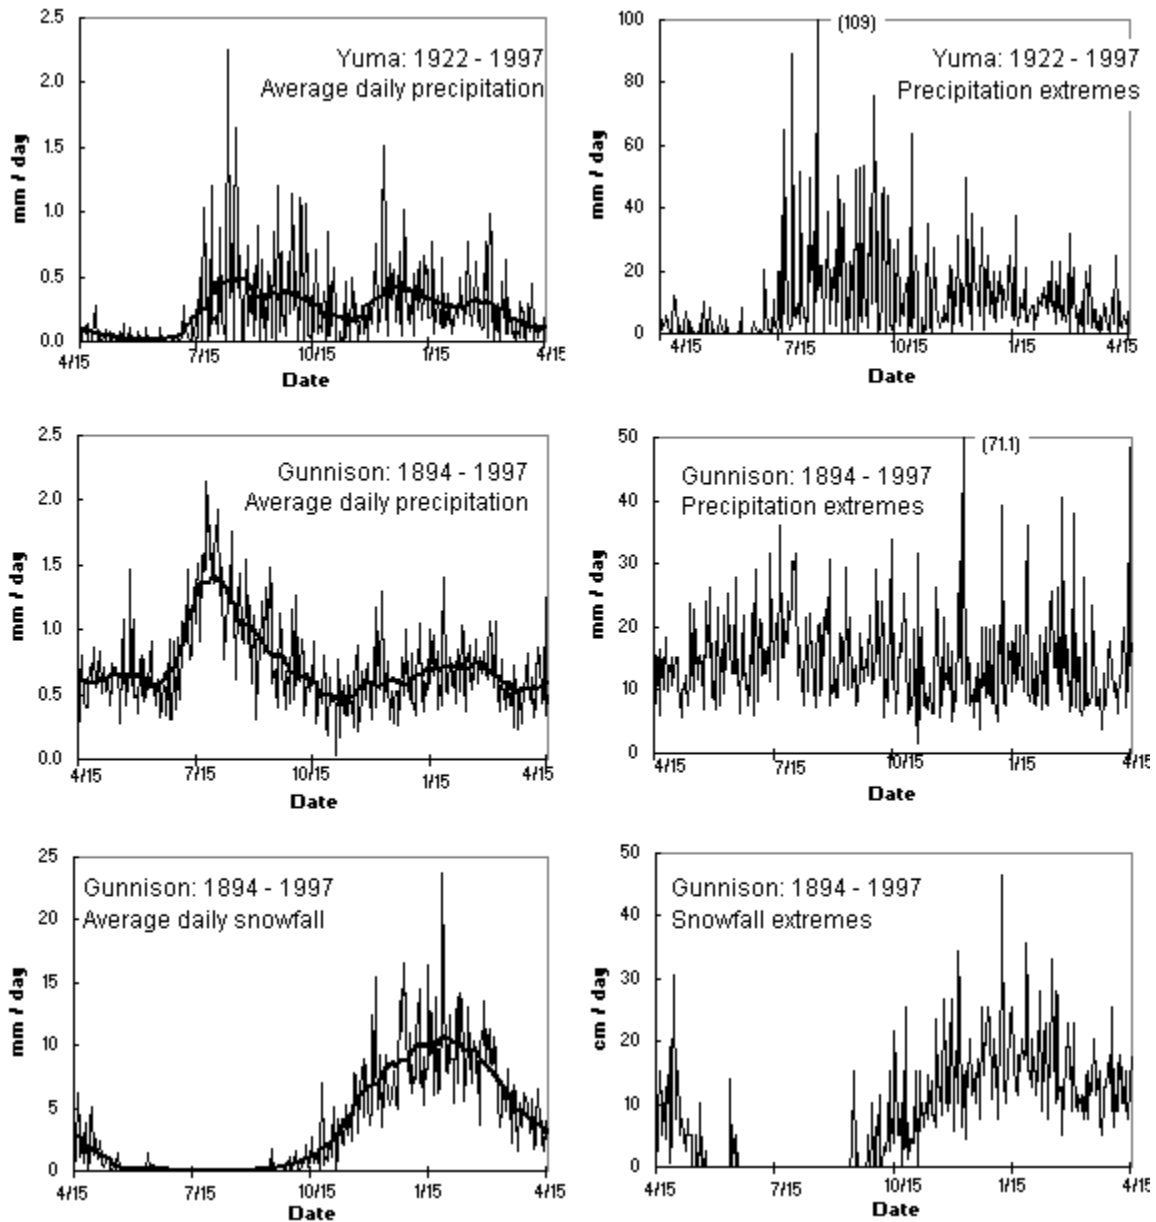 2.5
2.0
1.5
1.0
0.5
0.0
mm / day
Yuma: 1922 - 1997
Average daily precipitation
4/15
7/15
10/15
1/15
4/15
Date
100
80
60
40
20
0
mm / day
(109)
Yuma: 1922 - 1997
Precipitation extremes
4/15
7/15
10/15
1/15
4/15
Date
2.5
2.0
1.5
1.0
0.5
0.0
mm / day
Gunnison: 1894 - 1997
Average daily precipitation
4/15
7/15
10/15
1/15
4/15
Date
50
40
30
20
10
0
mm / day
(71.1)
Gunnison: 1894 - 1997
Precipitation extremes
4/15
7/15
10/15
1/15
4/15
Date
25
20
15
10
5
0
mm / day
Gunnison: 1894 - 1997
Average daily snowfall
4/15
7/15
10/15
1/15
4/15
Date
50
40
30
20
10
0
cm / day
Gunnison: 1894 - 1997
Snowfall extremes
4/15
7/15
10/15
1/15
4/15
Date